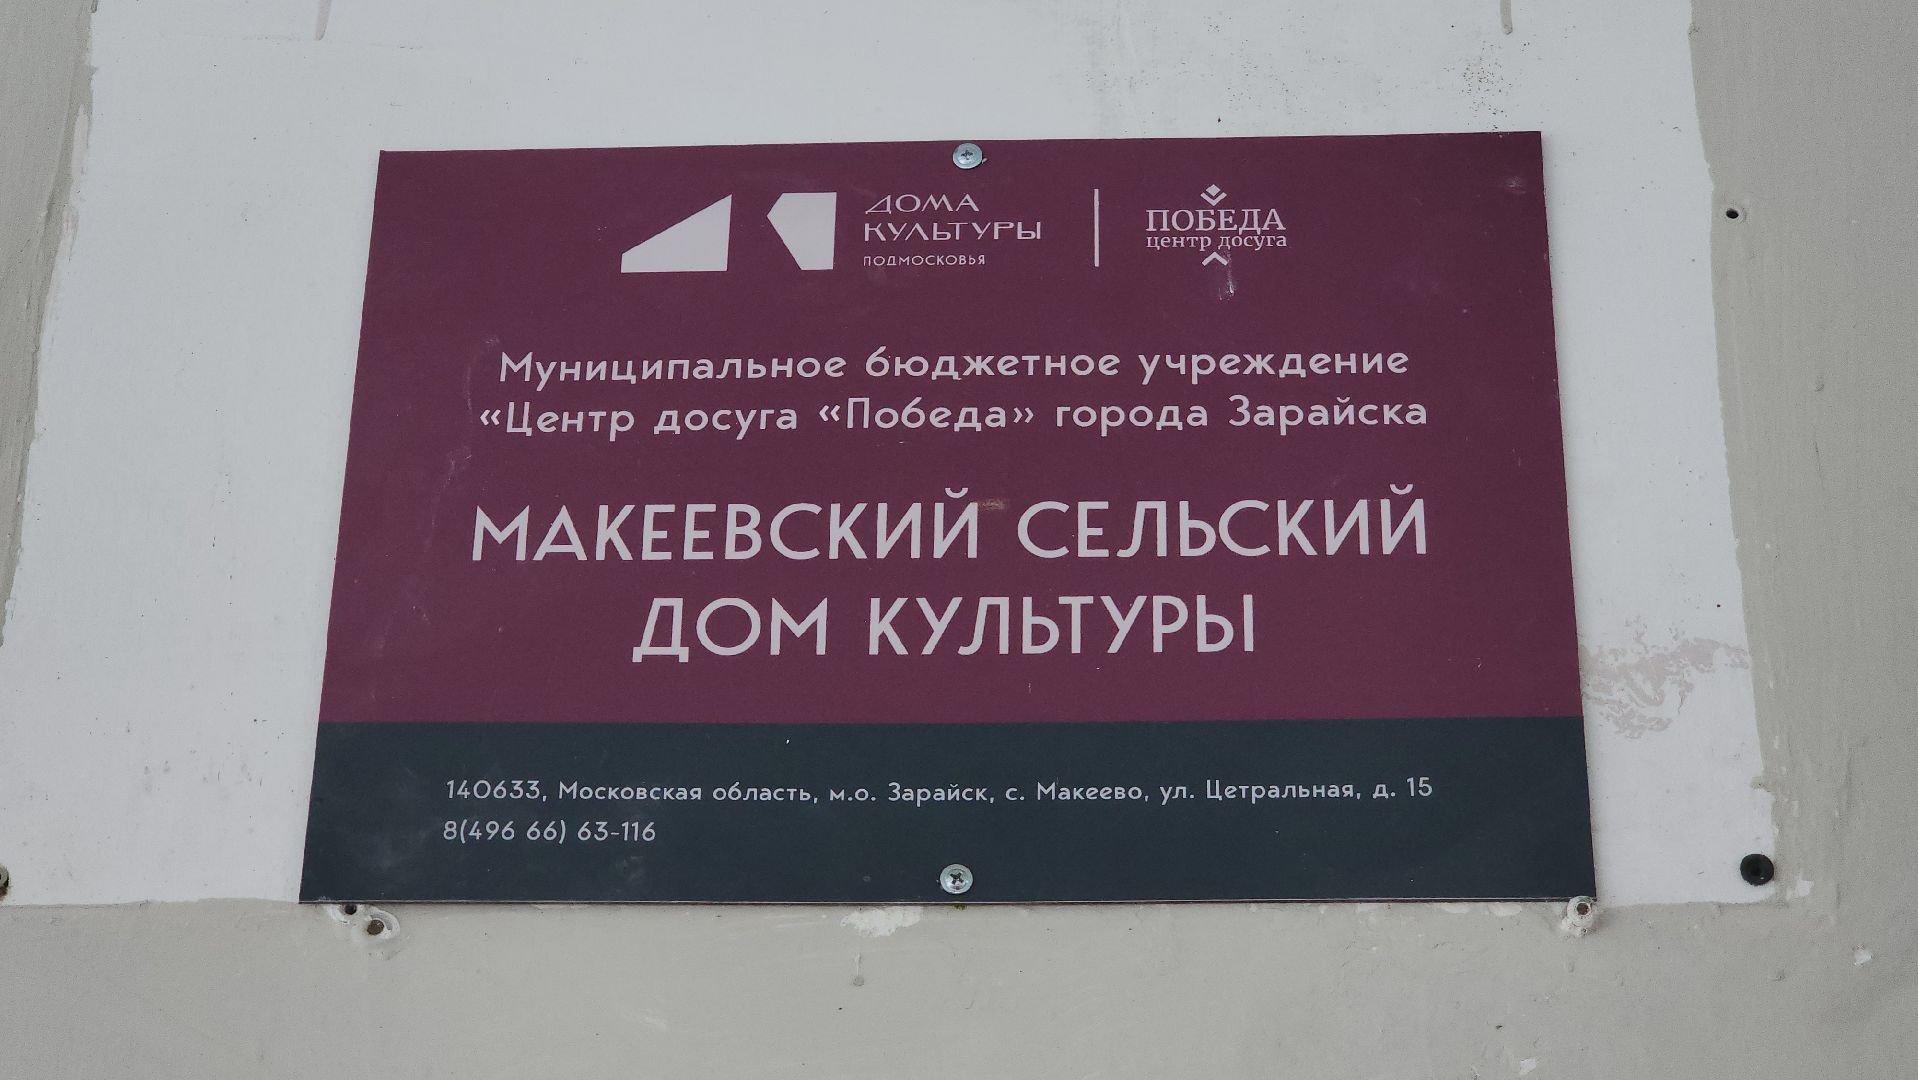 ДОМА
КУЛЬТУРЫ
ПОДМОСКОВЬЯ
ПОБЕДА
центр досуга
Муниципальное бюджетное учреждение
«Центр досуга «Победа» города Зарайска
МАКЕЕВСКИЙ СЕЛЬСКИЙ
ДОМ КУЛЬТУРЫ
140633, Московская область, м.о. Зарайск, с. Макеево, ул. Цетральная, д. 15
8(496 66) 63-116